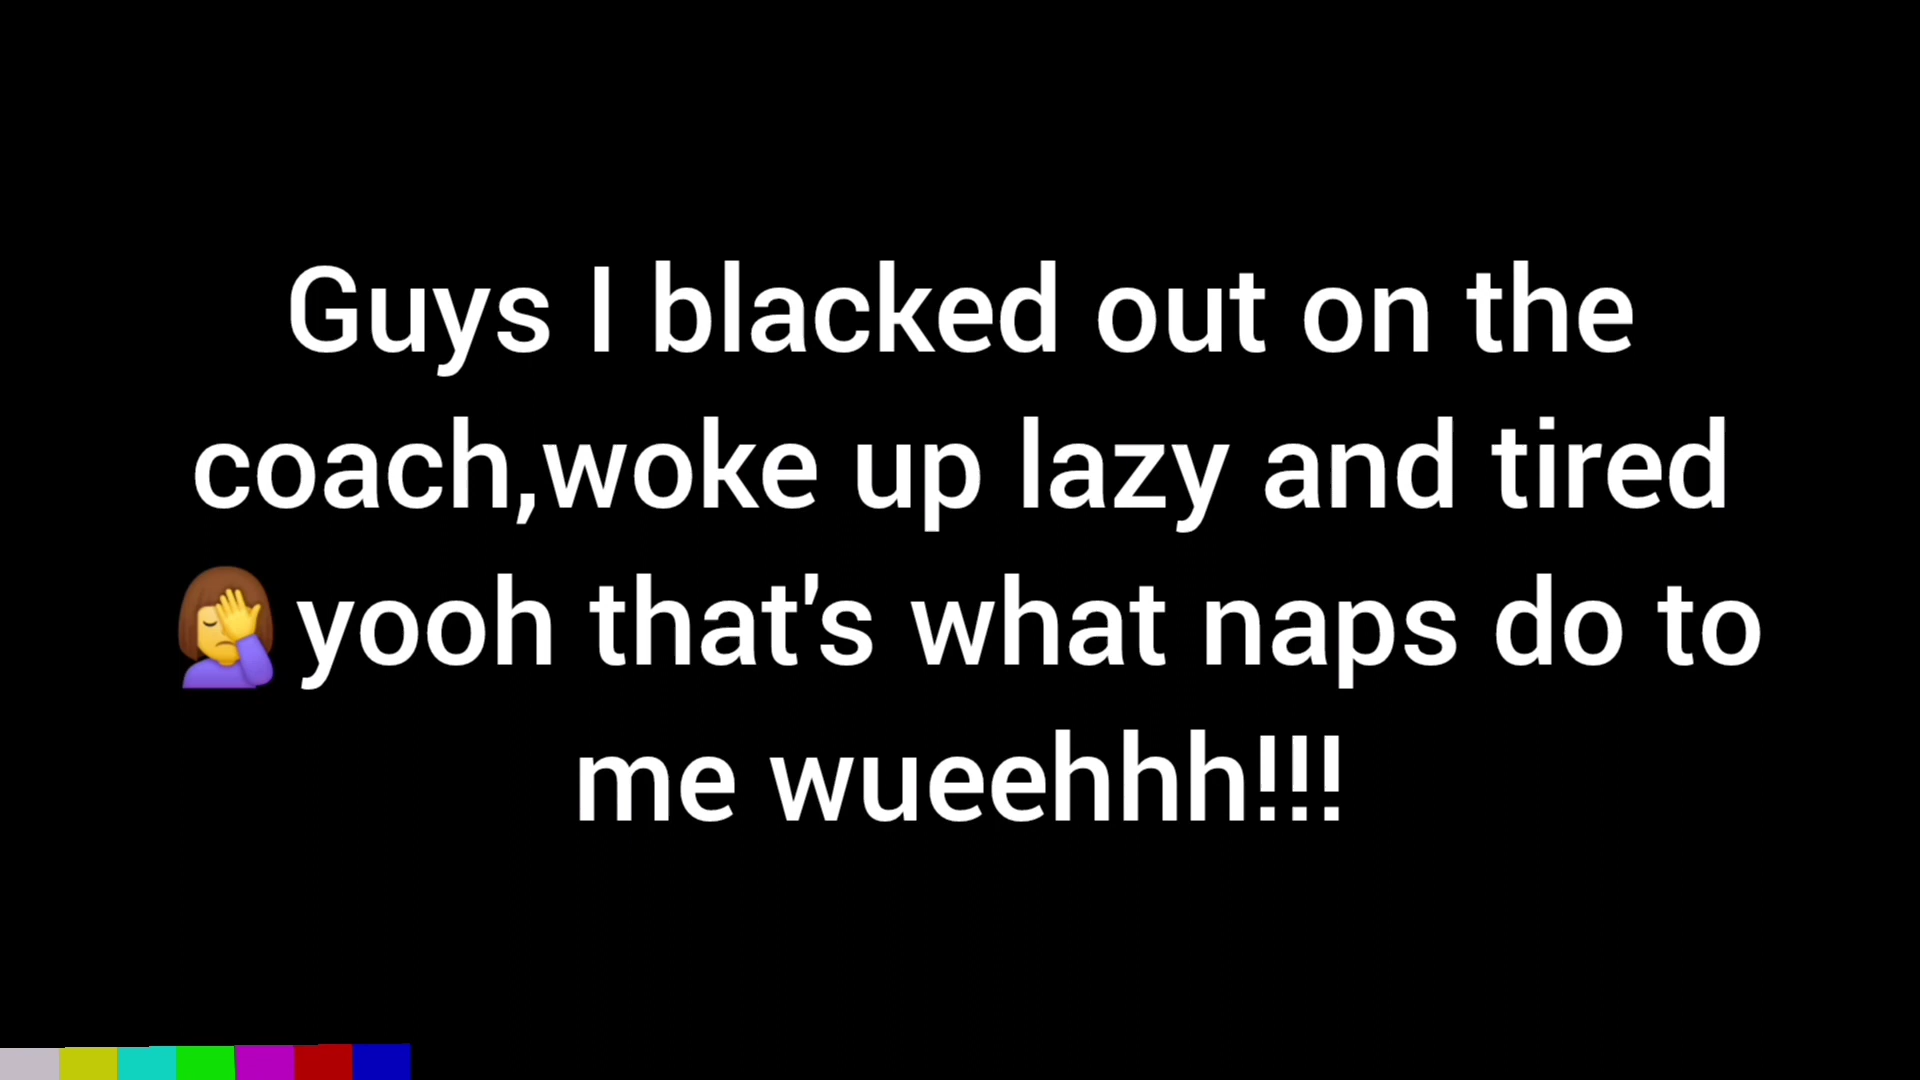 Guys I blacked out on the
coach,woke up lazy and tired
🤦‍♀️yooh that's what naps do to
me wueehhh!!!